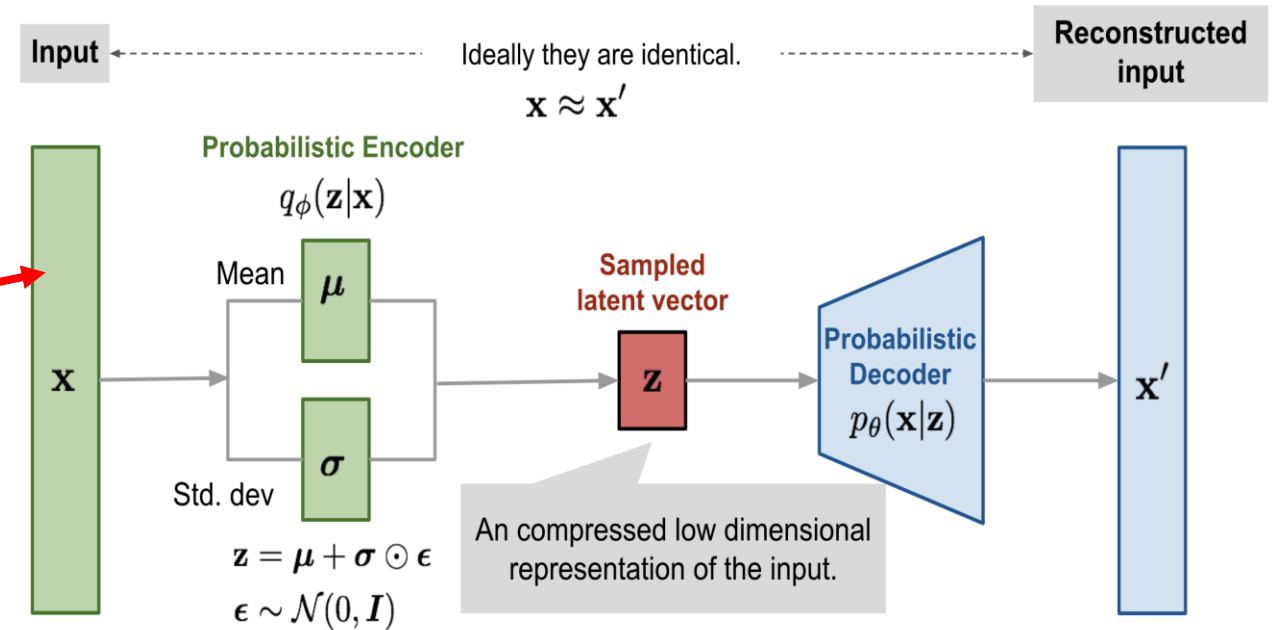 Input
Ideally they are identical.
x ≈ x′
Reconstructed
input
Probabilistic Encoder
qϕ(z|x)
Mean
μ
x
σ
Std. dev
z = μ + σ ⊙ ϵ
ϵ ∼ 𝒩(0, I)
Sampled
latent vector
z
An compressed low dimensional
representation of the input.
Probabilistic
Decoder
pθ(x|z)
x′